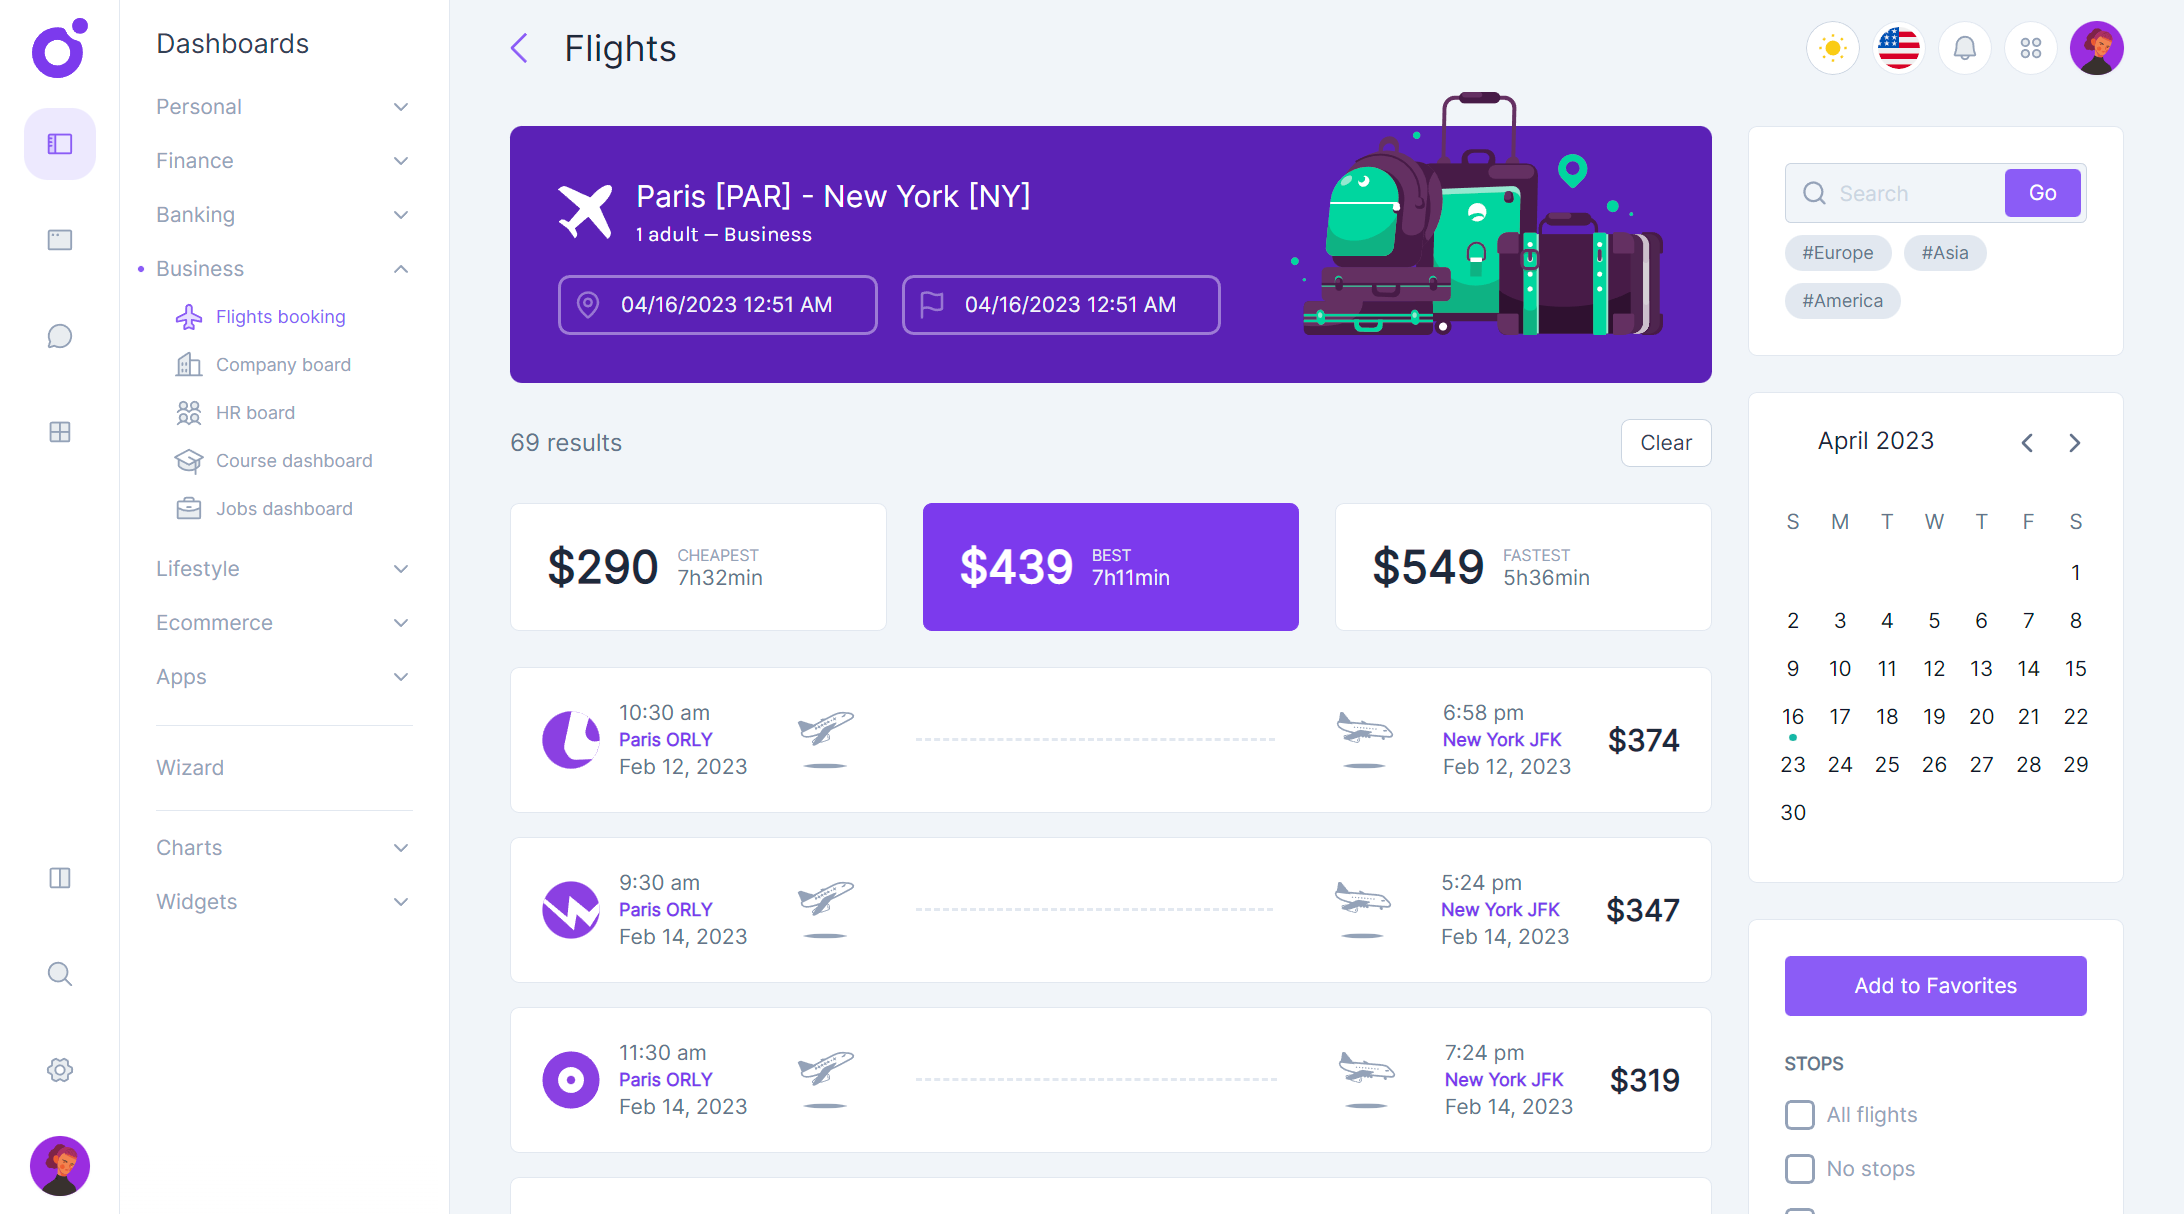 Dashboards
Personal
Finance
Banking
Business
Flights booking
Company board
HR board
Course dashboard
Jobs dashboard
Lifestyle
Ecommerce
Apps
Wizard
Charts
Widgets
Flights
Paris [PAR] - New York [NY]
1 adult — Business
04/16/2023 12:51 AM
04/16/2023 12:51 AM
69 results
Clear
$290
CHEAPEST
7h32min
$439
BEST
7h11min
$549
FASTEST
5h36min
10:30 am
Paris ORLY
Feb 12, 2023
6:58 pm
New York JFK
Feb 12, 2023
$374
9:30 am
Paris ORLY
Feb 14, 2023
5:24 pm
New York JFK
Feb 14, 2023
$347
11:30 am
Paris ORLY
Feb 14, 2023
7:24 pm
New York JFK
Feb 14, 2023
$319
Search
Go
#Europe #Asia
#America
April 2023
S M T W T F S
1
2 3 4 5 6 7 8
9 10 11 12 13 14 15
16 17 18 19 20 21 22
23 24 25 26 27 28 29
30
Add to Favorites
STOPS
All flights
No stops